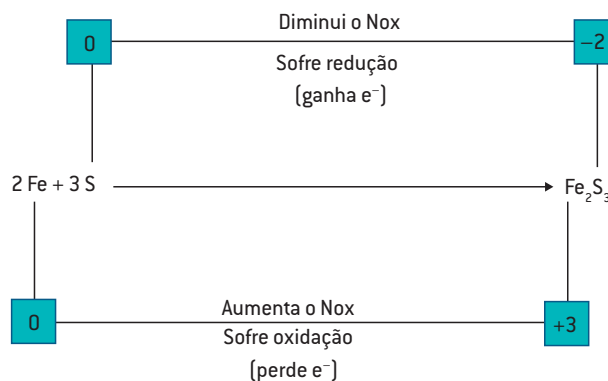 0
Diminui o Nox
−2
Sofre redução
(ganha e⁻)
2 Fe + 3 S
Fe₂S₃
0
Aumenta o Nox
+3
Sofre oxidação
(perde e⁻)